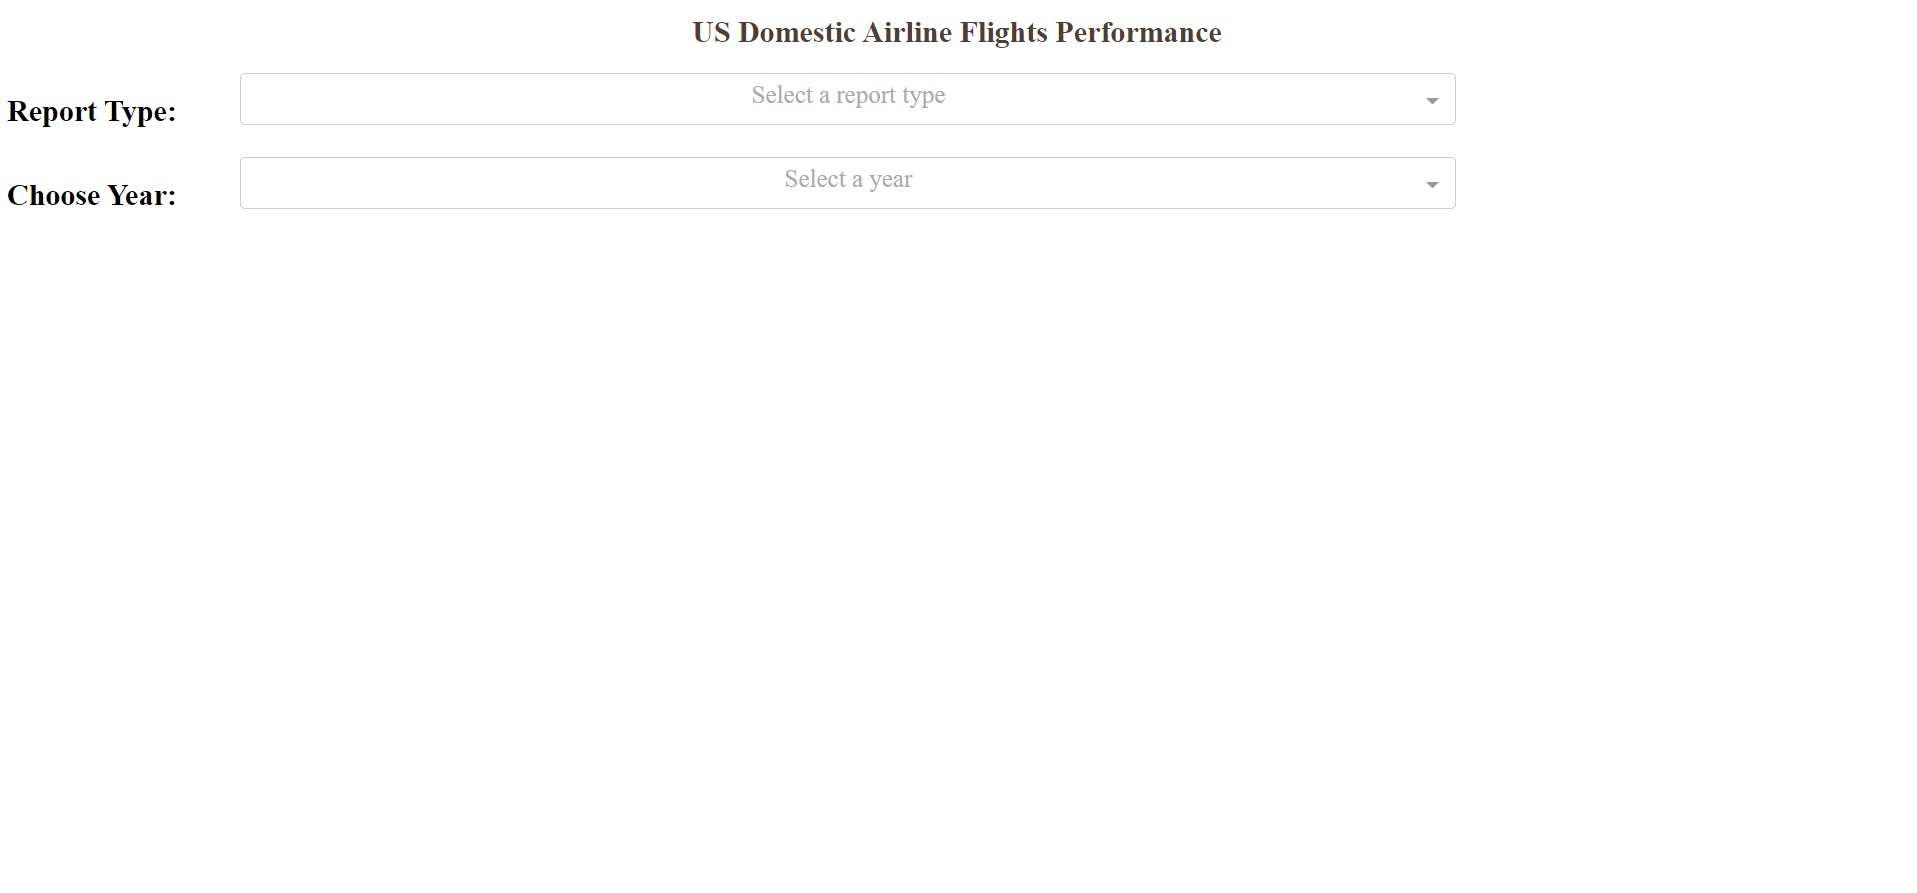 US Domestic Airline Flights Performance
Report Type:
Select a report type
Choose Year:
Select a year